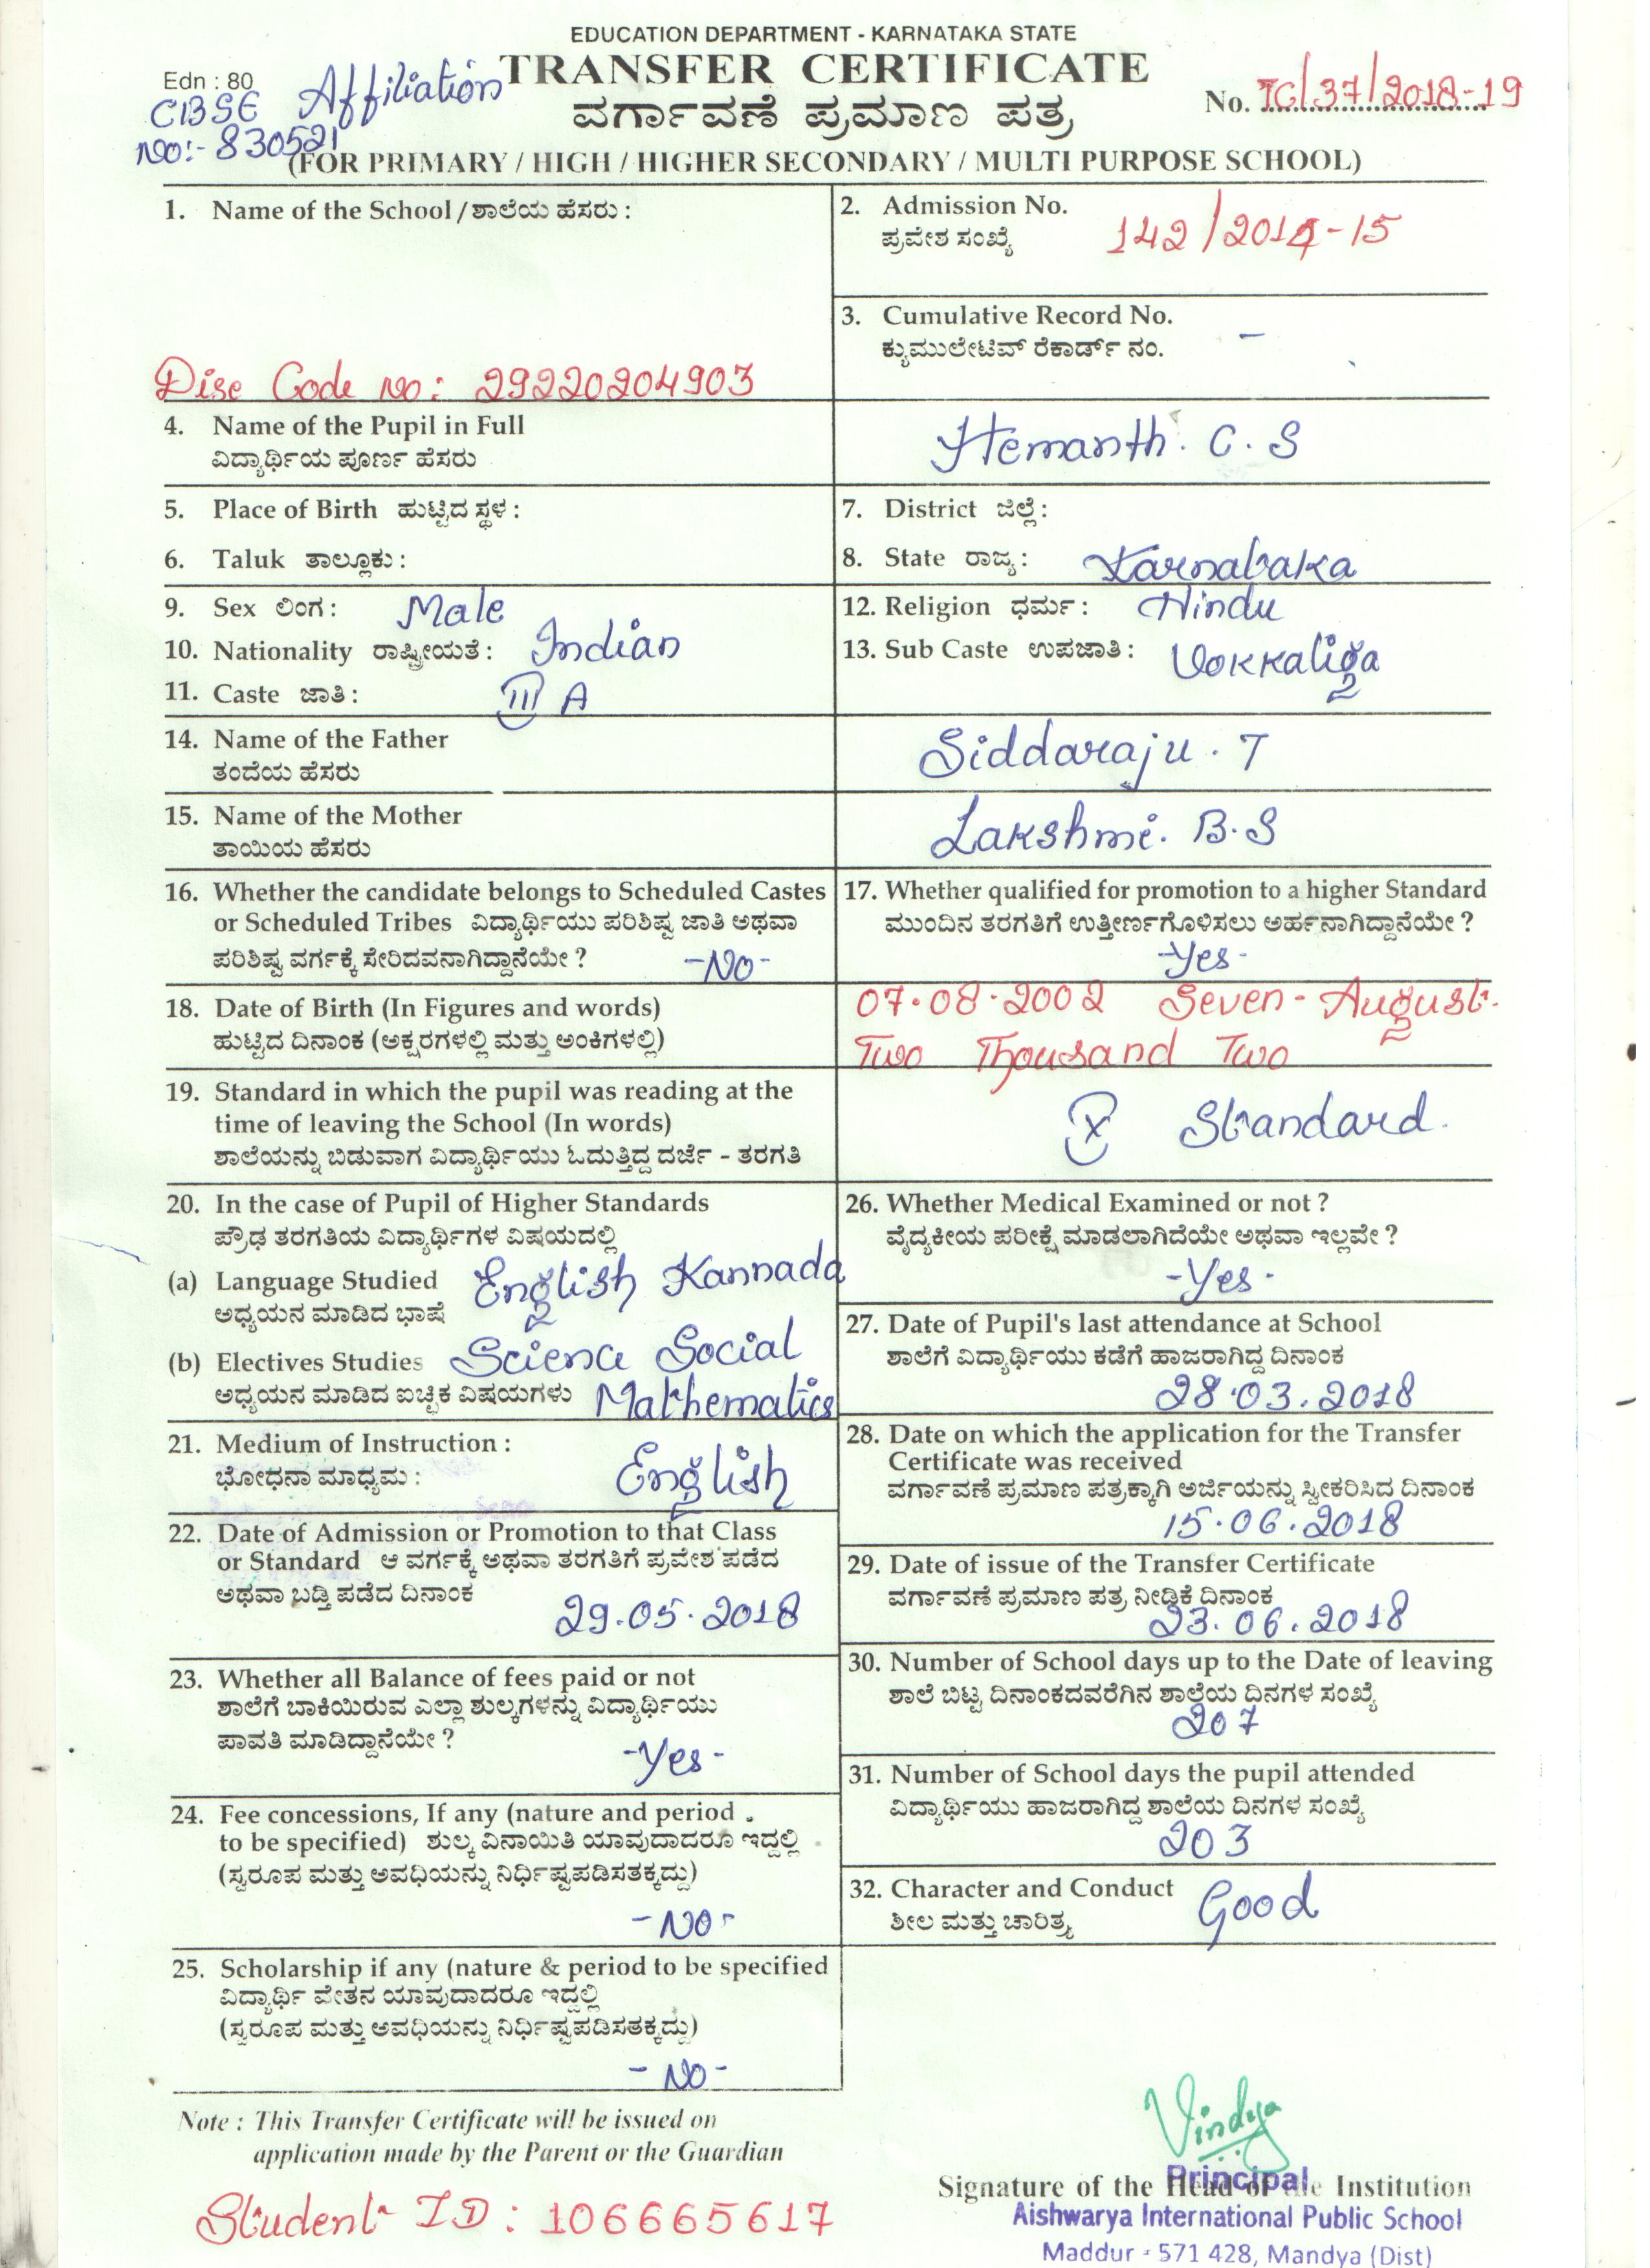 EDUCATION DEPARTMENT - KARNATAKA STATE
Edn : 80
TRANSFER CERTIFICATE
CBSE Affiliation
No:- 830521
ವರ್ಗಾವಣೆ ಪ್ರಮಾಣ ಪತ್ರ
No. TC/37/2018-19
(FOR PRIMARY / HIGH / HIGHER SECONDARY / MULTI PURPOSE SCHOOL)
1. Name of the School / ಶಾಲೆಯ ಹೆಸರು :
Dise Code no: 29220204903
2. Admission No.
ಪ್ರವೇಶ ಸಂಖ್ಯೆ 142/2014-15
3. Cumulative Record No. -
ಕ್ಯುಮುಲೇಟಿವ್ ರೆಕಾರ್ಡ್ ನಂ.
4. Name of the Pupil in Full Hemanth. C. S
ವಿದ್ಯಾರ್ಥಿಯ ಪೂರ್ಣ ಹೆಸರು
5. Place of Birth ಹುಟ್ಟಿದ ಸ್ಥಳ :
6. Taluk ತಾಲ್ಲೂಕು :
7. District ಜಿಲ್ಲೆ :
8. State ರಾಜ್ಯ : Karnataka
9. Sex ಲಿಂಗ : Male
10. Nationality ರಾಷ್ಟ್ರೀಯತೆ : Indian
11. Caste ಜಾತಿ : III A
12. Religion ಧರ್ಮ : Hindu
13. Sub Caste ಉಪಜಾತಿ : Vokkaliga
14. Name of the Father Siddaraju. T
ತಂದೆಯ ಹೆಸರು
15. Name of the Mother Lakshmi. B.S
ತಾಯಿಯ ಹೆಸರು
16. Whether the candidate belongs to Scheduled Castes
or Scheduled Tribes ವಿದ್ಯಾರ್ಥಿಯು ಪರಿಶಿಷ್ಟ ಜಾತಿ ಅಥವಾ
ಪರಿಶಿಷ್ಟ ವರ್ಗಕ್ಕೆ ಸೇರಿದವನಾಗಿದ್ದಾನೆಯೇ ? -No-
17. Whether qualified for promotion to a higher Standard
ಮುಂದಿನ ತರಗತಿಗೆ ಉತ್ತೀರ್ಣಗೊಳಿಸಲು ಅರ್ಹನಾಗಿದ್ದಾನೆಯೇ ?
-Yes-
18. Date of Birth (In Figures and words)
ಹುಟ್ಟಿದ ದಿನಾಂಕ (ಅಕ್ಷರಗಳಲ್ಲಿ ಮತ್ತು ಅಂಕಿಗಳಲ್ಲಿ)
07.08.2002 Seven-August
Two Thousand Two
19. Standard in which the pupil was reading at the
time of leaving the School (In words)
ಶಾಲೆಯನ್ನು ಬಿಡುವಾಗ ವಿದ್ಯಾರ್ಥಿಯು ಓದುತ್ತಿದ್ದ ದರ್ಜೆ - ತರಗತಿ
X Standard.
20. In the case of Pupil of Higher Standards
ಪ್ರೌಢ ತರಗತಿಯ ವಿದ್ಯಾರ್ಥಿಗಳ ವಿಷಯದಲ್ಲಿ
(a) Language Studied English Kannada
ಅಧ್ಯಯನ ಮಾಡಿದ ಭಾಷೆ
(b) Electives Studies Science Social
ಅಧ್ಯಯನ ಮಾಡಿದ ಐಚ್ಛಿಕ ವಿಷಯಗಳು Mathematics
21. Medium of Instruction :
ಭೋಧನಾ ಮಾಧ್ಯಮ : English
22. Date of Admission or Promotion to that Class
or Standard ಆ ವರ್ಗಕ್ಕೆ ಅಥವಾ ತರಗತಿಗೆ ಪ್ರವೇಶ ಪಡೆದ
ಅಥವಾ ಬಡ್ತಿ ಪಡೆದ ದಿನಾಂಕ
29.05.2018
23. Whether all Balance of fees paid or not
ಶಾಲೆಗೆ ಬಾಕಿಯಿರುವ ಎಲ್ಲಾ ಶುಲ್ಕಗಳನ್ನು ವಿದ್ಯಾರ್ಥಿಯು
ಪಾವತಿ ಮಾಡಿದ್ದಾನೆಯೇ ?
-Yes-
24. Fee concessions, If any (nature and period
to be specified) ಶುಲ್ಕ ವಿನಾಯಿತಿ ಯಾವುದಾದರೂ ಇದ್ದಲ್ಲಿ
(ಸ್ವರೂಪ ಮತ್ತು ಅವಧಿಯನ್ನು ನಿರ್ಧಿಷ್ಟಪಡಿಸತಕ್ಕದ್ದು)
-No-
25. Scholarship if any (nature & period to be specified
ವಿದ್ಯಾರ್ಥಿ ವೇತನ ಯಾವುದಾದರೂ ಇದ್ದಲ್ಲಿ
(ಸ್ವರೂಪ ಮತ್ತು ಅವಧಿಯನ್ನು ನಿರ್ಧಿಷ್ಟಪಡಿಸತಕ್ಕದ್ದು)
-No-
26. Whether Medical Examined or not ?
ವೈದ್ಯಕೀಯ ಪರೀಕ್ಷೆ ಮಾಡಲಾಗಿದೆಯೇ ಅಥವಾ ಇಲ್ಲವೇ ?
-Yes-
27. Date of Pupil's last attendance at School
ಶಾಲೆಗೆ ವಿದ್ಯಾರ್ಥಿಯು ಕಡೆಗೆ ಹಾಜರಾಗಿದ್ದ ದಿನಾಂಕ
28.03.2018
28. Date on which the application for the Transfer
Certificate was received
ವರ್ಗಾವಣೆ ಪ್ರಮಾಣ ಪತ್ರಕ್ಕಾಗಿ ಅರ್ಜಿಯನ್ನು ಸ್ವೀಕರಿಸಿದ ದಿನಾಂಕ
15.06.2018
29. Date of issue of the Transfer Certificate
ವರ್ಗಾವಣೆ ಪ್ರಮಾಣ ಪತ್ರ ನೀಡಿಕೆ ದಿನಾಂಕ
23.06.2018
30. Number of School days up to the Date of leaving
ಶಾಲೆ ಬಿಟ್ಟ ದಿನಾಂಕದವರೆಗಿನ ಶಾಲೆಯ ದಿನಗಳ ಸಂಖ್ಯೆ
207
31. Number of School days the pupil attended
ವಿದ್ಯಾರ್ಥಿಯು ಹಾಜರಾಗಿದ್ದ ಶಾಲೆಯ ದಿನಗಳ ಸಂಖ್ಯೆ
203
32. Character and Conduct Good
ಶೀಲ ಮತ್ತು ಚಾರಿತ್ರ್ಯ
Note : This Transfer Certificate will be issued on
application made by the Parent or the Guardian
Student ID : 106665617
Vindya
Principal
Signature of the Head of the Institution
Aishwarya International Public School
Maddur - 571 428, Mandya (Dist)